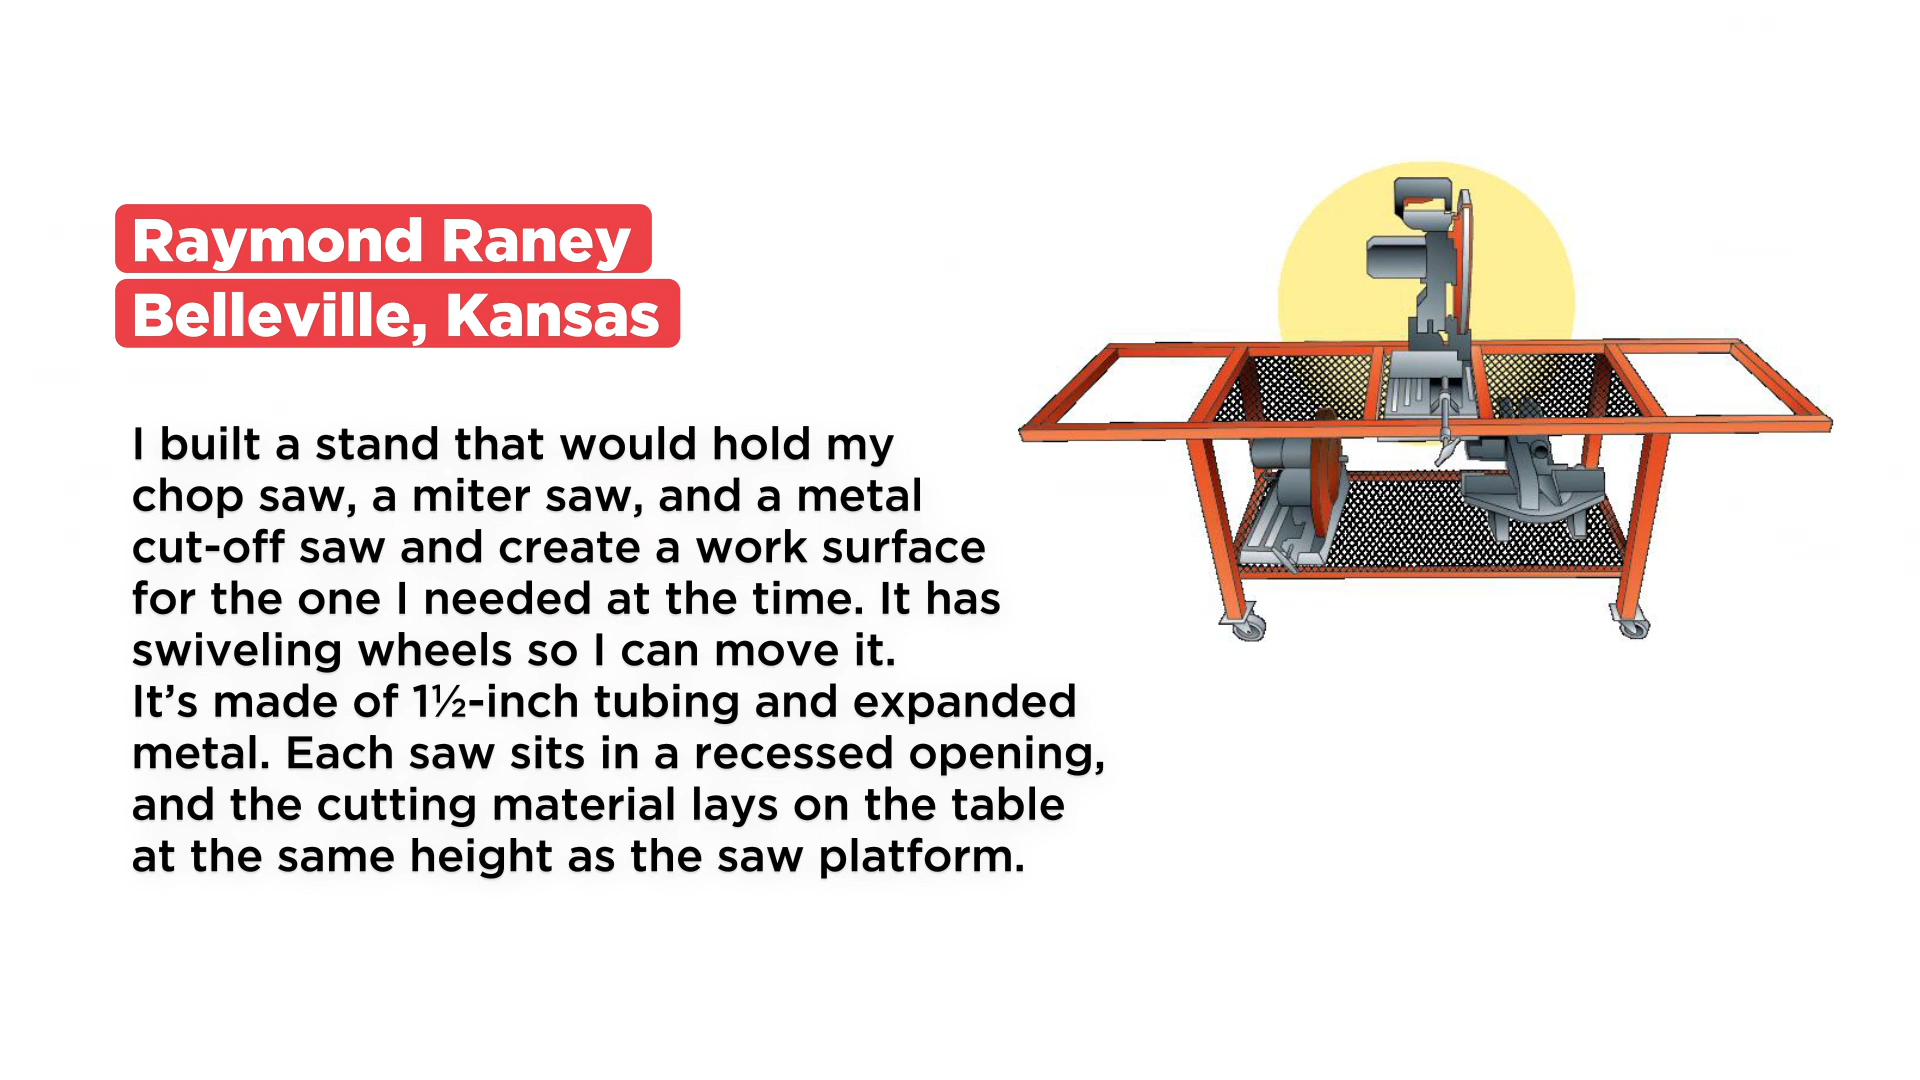 Raymond Raney
Belleville, Kansas
I built a stand that would hold my
chop saw, a miter saw, and a metal
cut-off saw and create a work surface
for the one I needed at the time. It has
swiveling wheels so I can move it.
It’s made of 1½-inch tubing and expanded
metal. Each saw sits in a recessed opening,
and the cutting material lays on the table
at the same height as the saw platform.